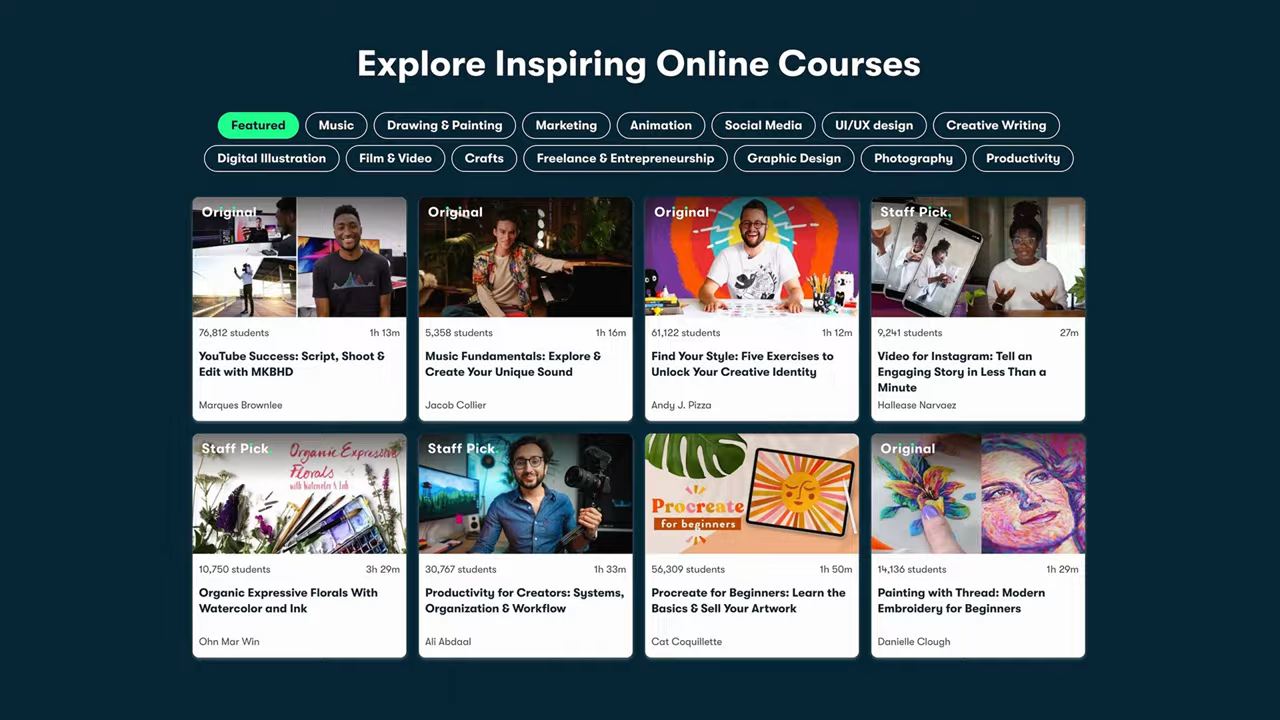 Explore Inspiring Online Courses
Featured
Music
Drawing & Painting
Marketing
Animation
Social Media
UI/UX design
Creative Writing
Digital Illustration
Film & Video
Crafts
Freelance & Entrepreneurship
Graphic Design
Photography
Productivity
Original
76,812 students
1h 13m
YouTube Success: Script, Shoot &
Edit with MKBHD
Marques Brownlee
Original
5,358 students
1h 16m
Music Fundamentals: Explore &
Create Your Unique Sound
Jacob Collier
Original
61,122 students
1h 12m
Find Your Style: Five Exercises to
Unlock Your Creative Identity
Andy J. Pizza
Staff Pick.
9,241 students
27m
Video for Instagram: Tell an
Engaging Story in Less Than a
Minute
Hallease Narvaez
Staff Pick.
Organic Expressive
Florals
with Watercolor & Ink
10,750 students
3h 29m
Organic Expressive Florals With
Watercolor and Ink
Ohn Mar Win
Staff Pick.
30,767 students
1h 33m
Productivity for Creators: Systems,
Organization & Workflow
Ali Abdaal
Procreate
for beginners
56,309 students
1h 50m
Procreate for Beginners: Learn the
Basics & Sell Your Artwork
Cat Coquillette
Original
14,136 students
1h 29m
Painting with Thread: Modern
Embroidery for Beginners
Danielle Clough